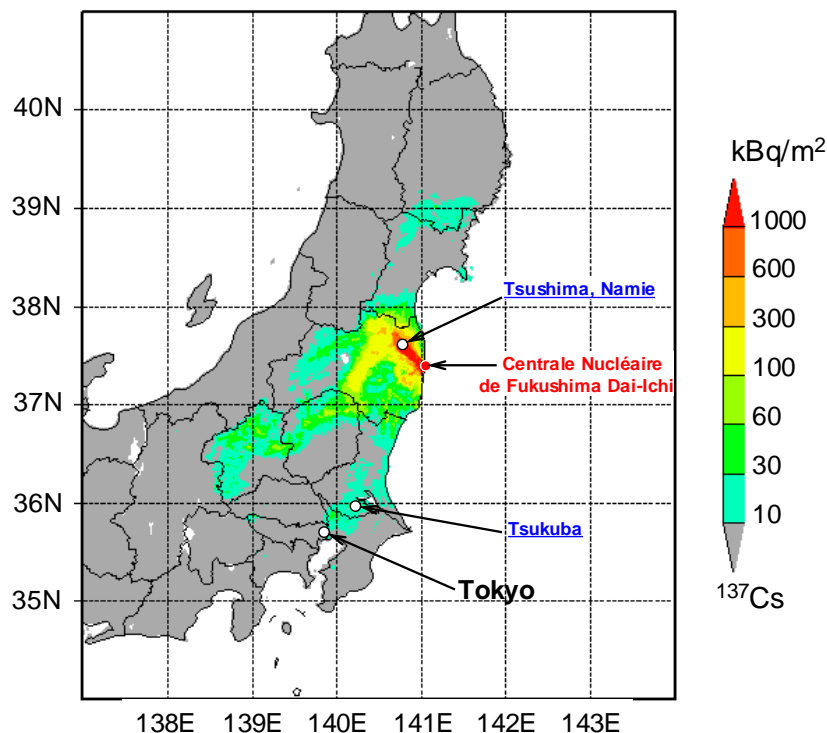 40N
39N
38N
37N
36N
35N
138E 139E 140E 141E 142E 143E
Tsushima, Namie
Centrale Nucléaire
de Fukushima Dai-Ichi
Tsukuba
Tokyo
kBq/m²
1000
600
300
100
60
30
10
¹³⁷Cs